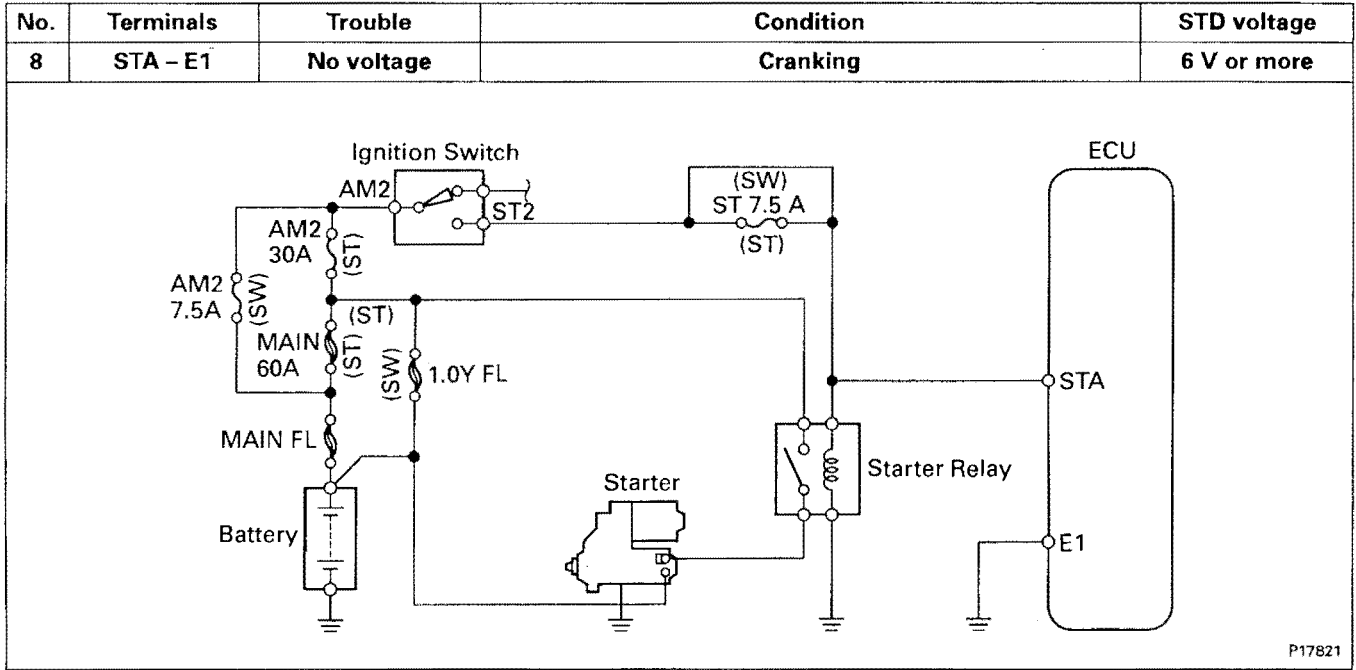 No. Terminals Trouble Condition STD voltage
8 STA – E1 No voltage Cranking 6 V or more
Ignition Switch
ECU
AM2
ST2
(SW)
ST 7.5 A
(ST)
AM2
30A
(ST)
AM2
7.5A
(SW)
(ST)
MAIN
60A
(ST)
(SW)
1.0Y FL
STA
MAIN FL
Starter Relay
Starter
Battery
E1
P17821